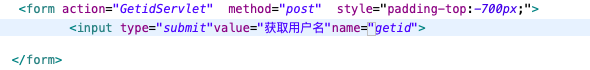 <form action="GetidServlet"  method="post"  style="padding-top:-700px;">
<input type="submit"value="获取用户名"name="getid">
</form>